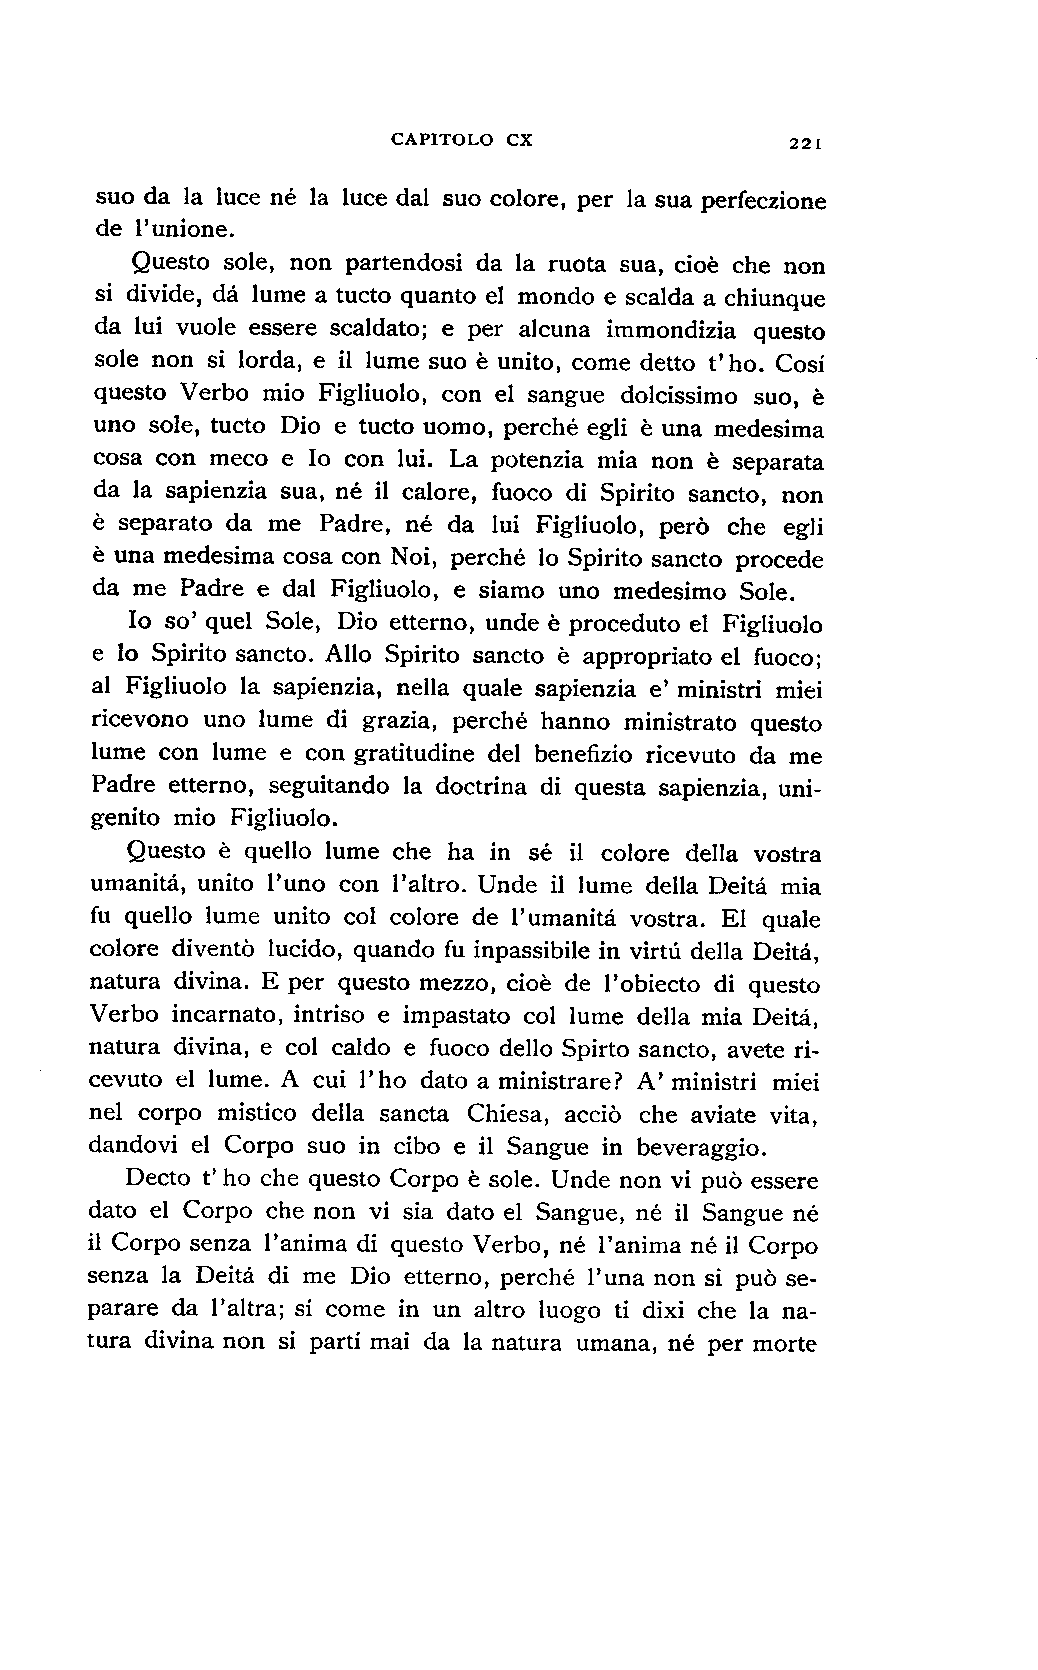 CAPITOLO CX 221
suo da la luce né la luce dal suo colore, per la sua perfeczione
de l'unione.
Questo sole, non partendosi da la ruota sua, cioè che non
si divide, dá lume a tucto quanto el mondo e scalda a chiunque
da lui vuole essere scaldato; e per alcuna immondizia questo
sole non si lorda, e il lume suo è unito, come detto t'ho. Cosí
questo Verbo mio Figliuolo, con el sangue dolcissimo suo, è
uno sole, tucto Dio e tucto uomo, perché egli è una medesima
cosa con meco e Io con lui. La potenzia mia non è separata
da la sapienzia sua, né il calore, fuoco di Spirito sancto, non
è separato da me Padre, né da lui Figliuolo, però che egli
è una medesima cosa con Noi, perché lo Spirito sancto procede
da me Padre e dal Figliuolo, e siamo uno medesimo Sole.
Io so' quel Sole, Dio etterno, unde è proceduto el Figliuolo
e lo Spirito sancto. Allo Spirito sancto è appropriato el fuoco;
al Figliuolo la sapienzia, nella quale sapienzia e' ministri miei
ricevono uno lume di grazia, perché hanno ministrato questo
lume con lume e con gratitudine del benefizio ricevuto da me
Padre etterno, seguitando la doctrina di questa sapienzia, uni-
genito mio Figliuolo.
Questo è quello lume che ha in sé il colore della vostra
umanitá, unito l'uno con l'altro. Unde il lume della Deitá mia
fu quello lume unito col colore de l'umanitá vostra. El quale
colore diventò lucido, quando fu inpassibile in virtú della Deitá,
natura divina. E per questo mezzo, cioè de l'obiecto di questo
Verbo incarnato, intriso e impastato col lume della mia Deitá,
natura divina, e col caldo e fuoco dello Spirto sancto, avete ri-
cevuto el lume. A cui l'ho dato a ministrare? A' ministri miei
nel corpo mistico della sancta Chiesa, acciò che aviate vita,
dandovi el Corpo suo in cibo e il Sangue in beveraggio.
Decto t'ho che questo Corpo è sole. Unde non vi può essere
dato el Corpo che non vi sia dato el Sangue, né il Sangue né
il Corpo senza l'anima di questo Verbo, né l'anima né il Corpo
senza la Deitá di me Dio etterno, perché l'una non si può se-
parare da l'altra; sí come in un altro luogo ti dixi che la na-
tura divina non si partí mai da la natura umana, né per morte